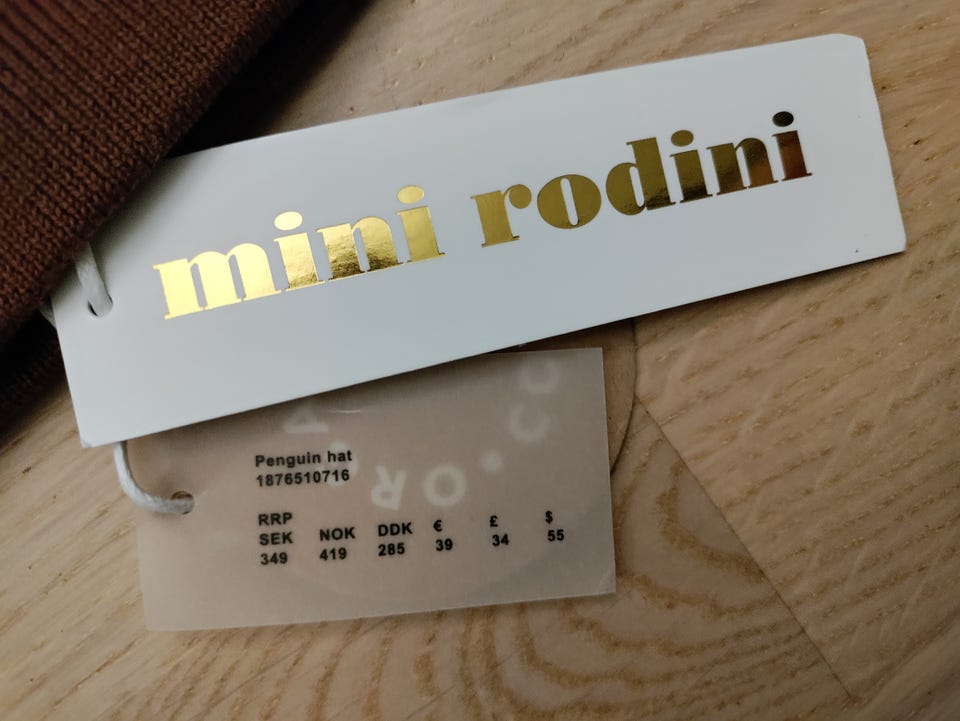 mini rodini
Penguin hat
1876510716
RRP
SEK NOK DDK € £ $
349 419 285 39 34 55